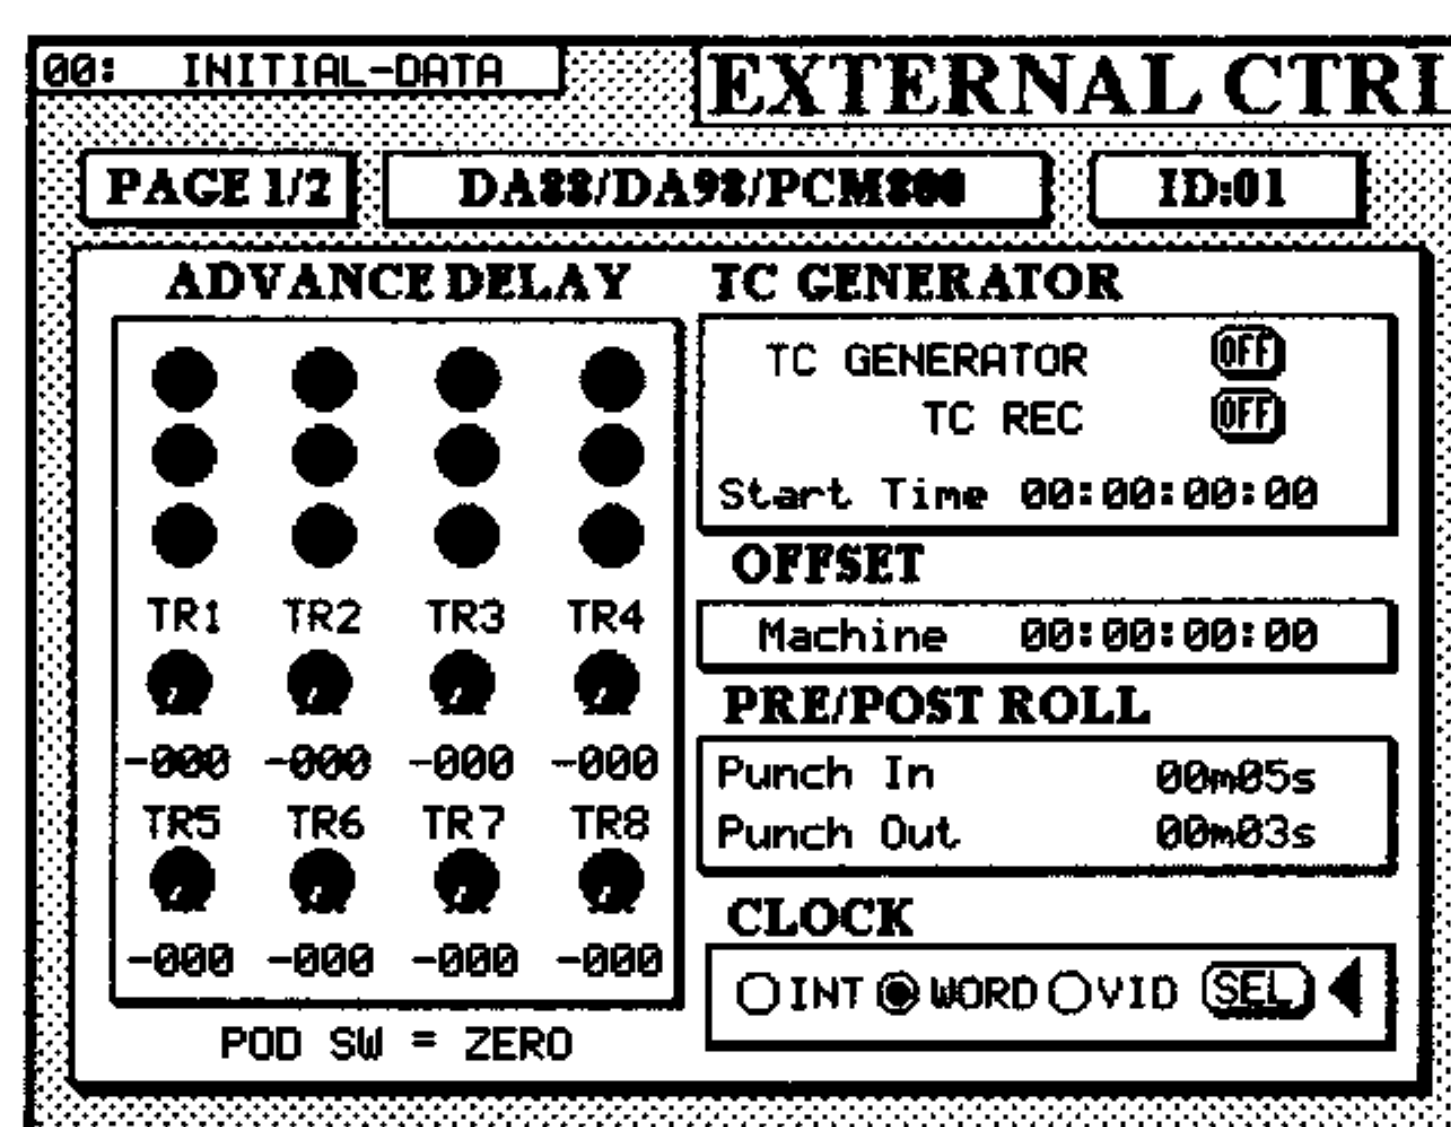 00: INITIAL-DATA
EXTERNAL CTRL
PAGE 1/2
DA88/DA98/PCM800
ID:01
ADVANCE DELAY
TR1 TR2 TR3 TR4
-000 -000 -000 -000
TR5 TR6 TR7 TR8
-000 -000 -000 -000
POD SW = ZERO
TC GENERATOR
TC GENERATOR OFF
TC REC OFF
Start Time 00:00:00:00
OFFSET
Machine 00:00:00:00
PRE/POST ROLL
Punch In 00m05s
Punch Out 00m03s
CLOCK
INT WORD VID SEL